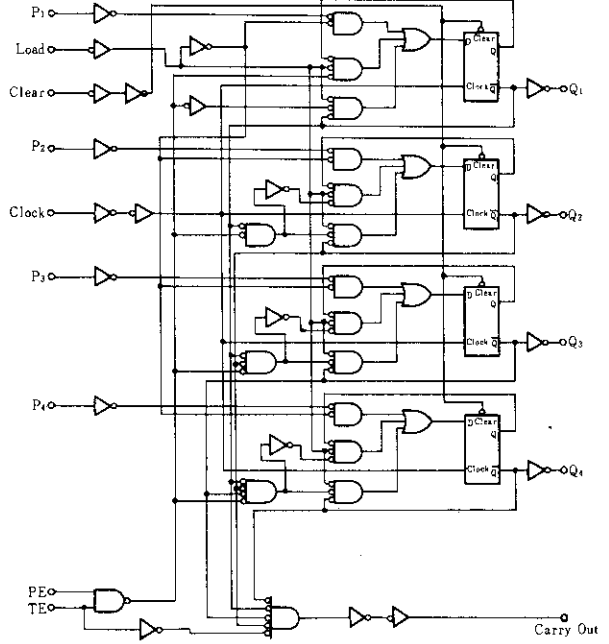 P1
Load
Clear
P2
Clock
P3
P4
PE
TE
D Clear
Q
Clock Q̅
Q1
D Clear
Q
Clock Q̅
Q2
D Clear
Q
Clock Q̅
Q3
D Clear
Q
Clock Q̅
Q4
Carry Out